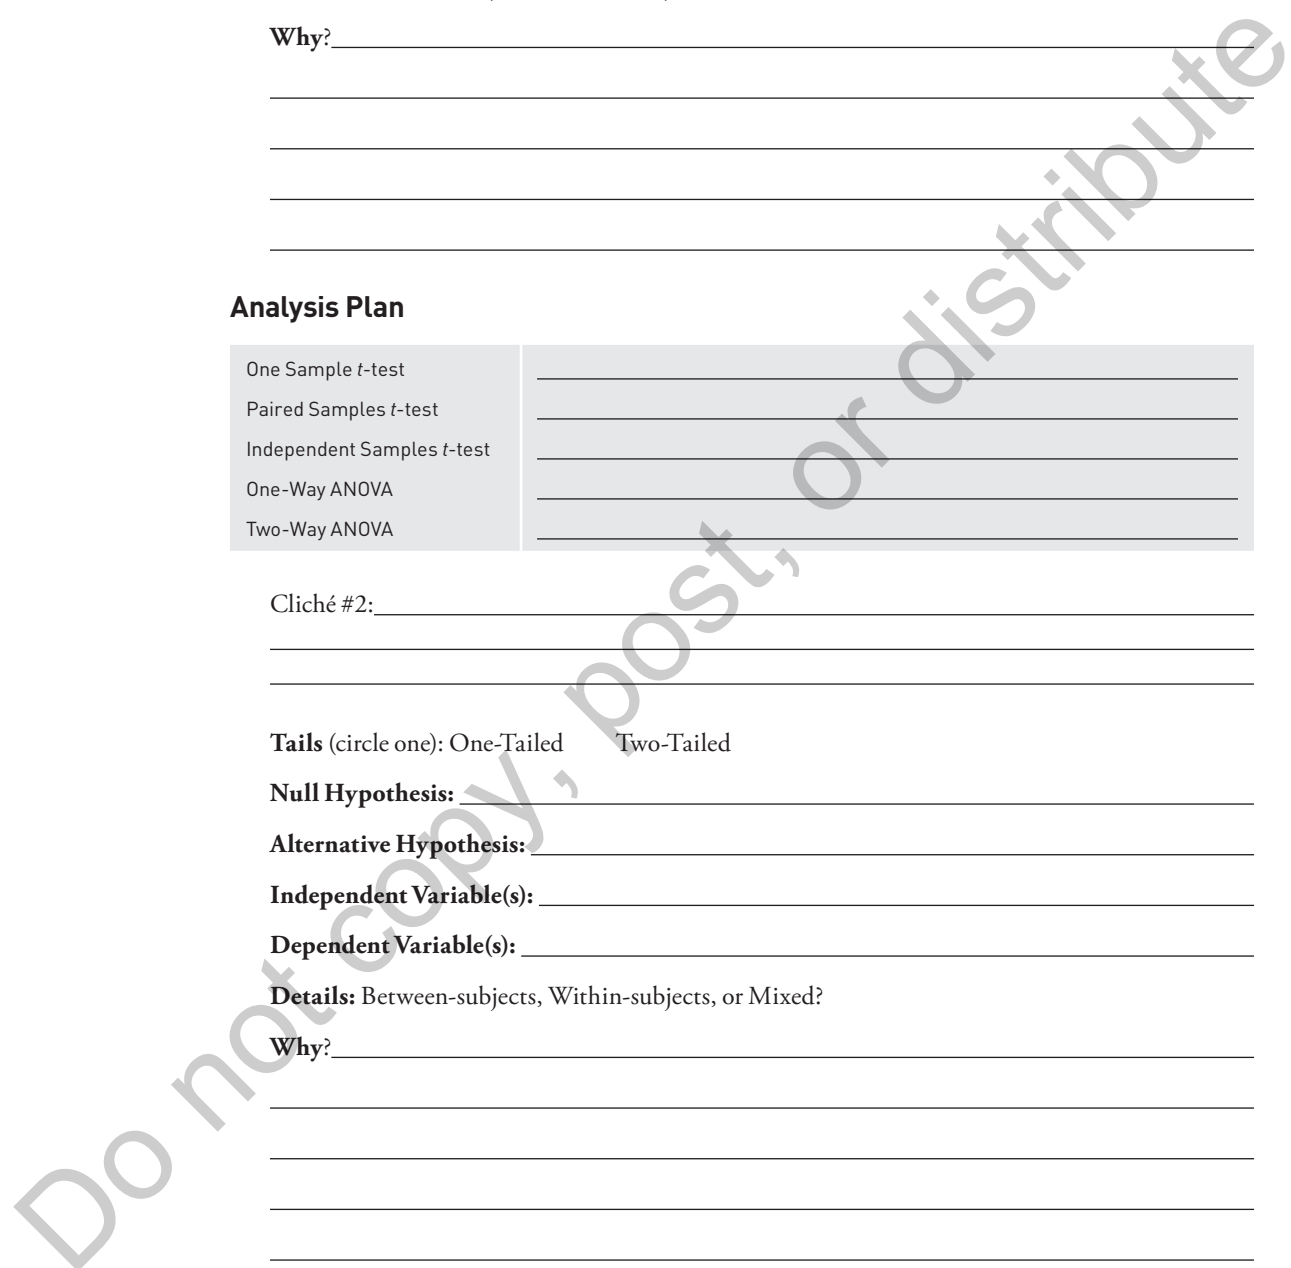 Why?
Analysis Plan
One Sample t-test
Paired Samples t-test
Independent Samples t-test
One-Way ANOVA
Two-Way ANOVA
Cliché #2:
Tails (circle one): One-Tailed Two-Tailed
Null Hypothesis:
Alternative Hypothesis:
Independent Variable(s):
Dependent Variable(s):
Details: Between-subjects, Within-subjects, or Mixed?
Why?
Do not copy, post, or distribute